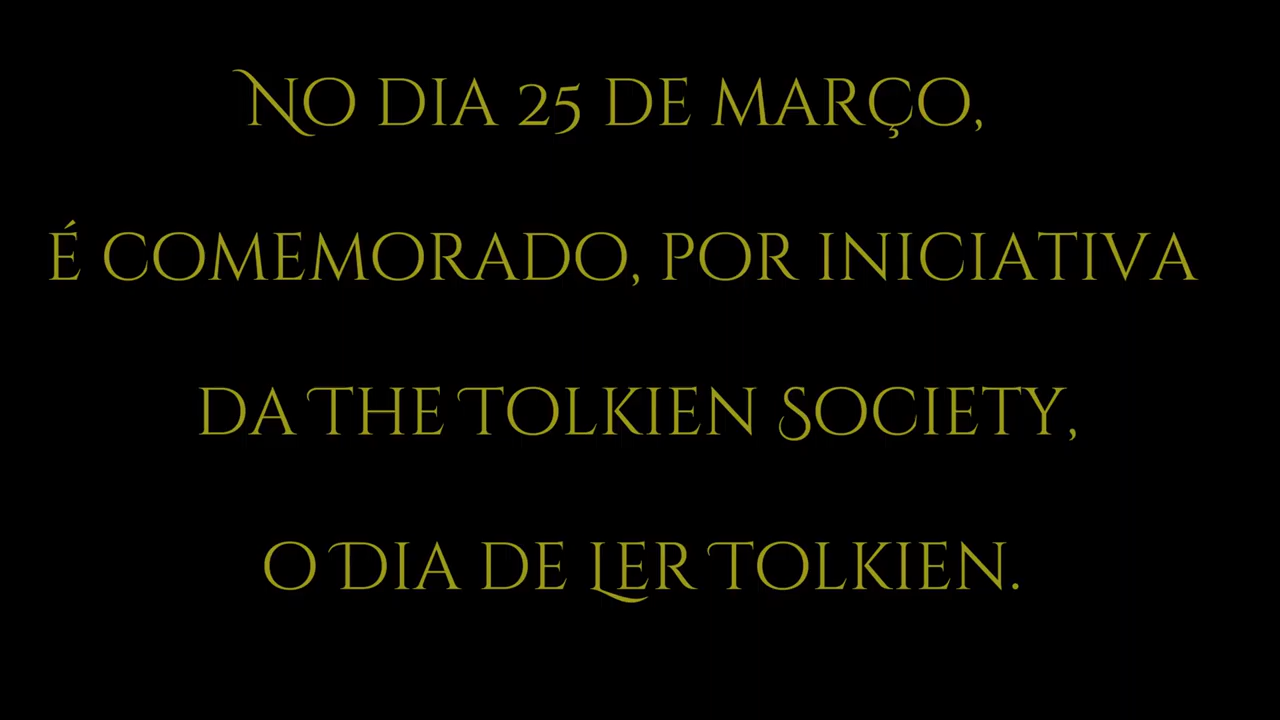 No dia 25 de março,
é comemorado, por iniciativa
da The Tolkien Society,
o Dia de Ler Tolkien.